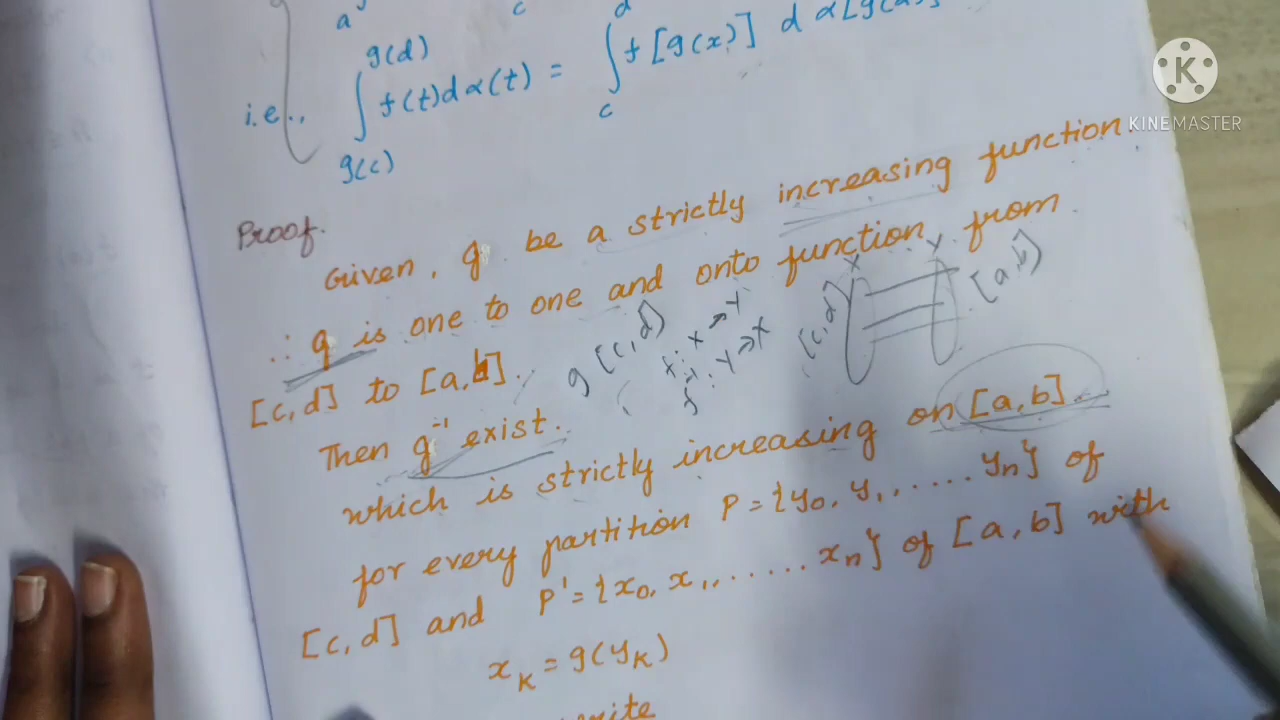 a c d
g(d)
i.e., ∫ f(t)dα(t) = ∫ f[g(x)] dα[g(x)]
g(c) c
K
KINEMASTER
Proof.
Given, g be a strictly increasing function
∴ g is one to one and onto function from
[c,d] to [a,b].
g [c,d)
f: X→Y
f⁻¹: Y→X
X Y
[c,d] [a,b)
Then g⁻¹ exist.
which is strictly increasing on [a,b].
for every partition P={y₀, y₁, ..... yₙ} of
[c,d] and P'={x₀, x₁, ...... xₙ} of [a,b] with
xₖ = g(yₖ)
write